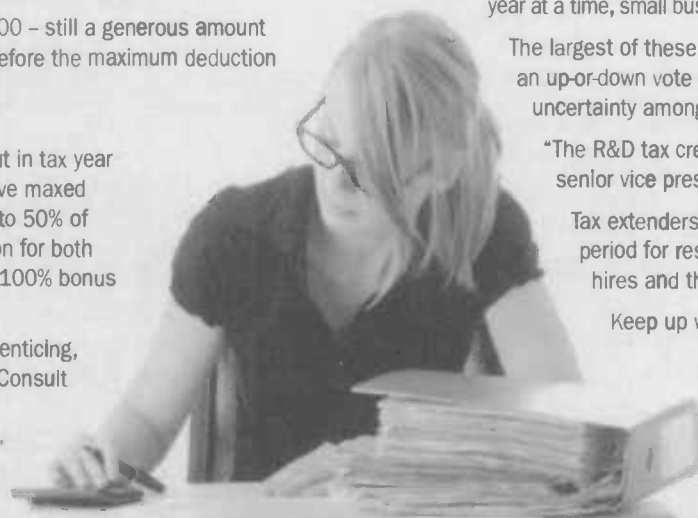 00 – still a generous amount
efore the maximum deduction
t in tax year
ve maxed
to 50% of
on for both
100% bonus
enticing,
Consult
year at a time, small bus
The largest of these
an up-or-down vote
uncertainty among
"The R&D tax cre
senior vice pres
Tax extenders
period for res
hires and th
Keep up v